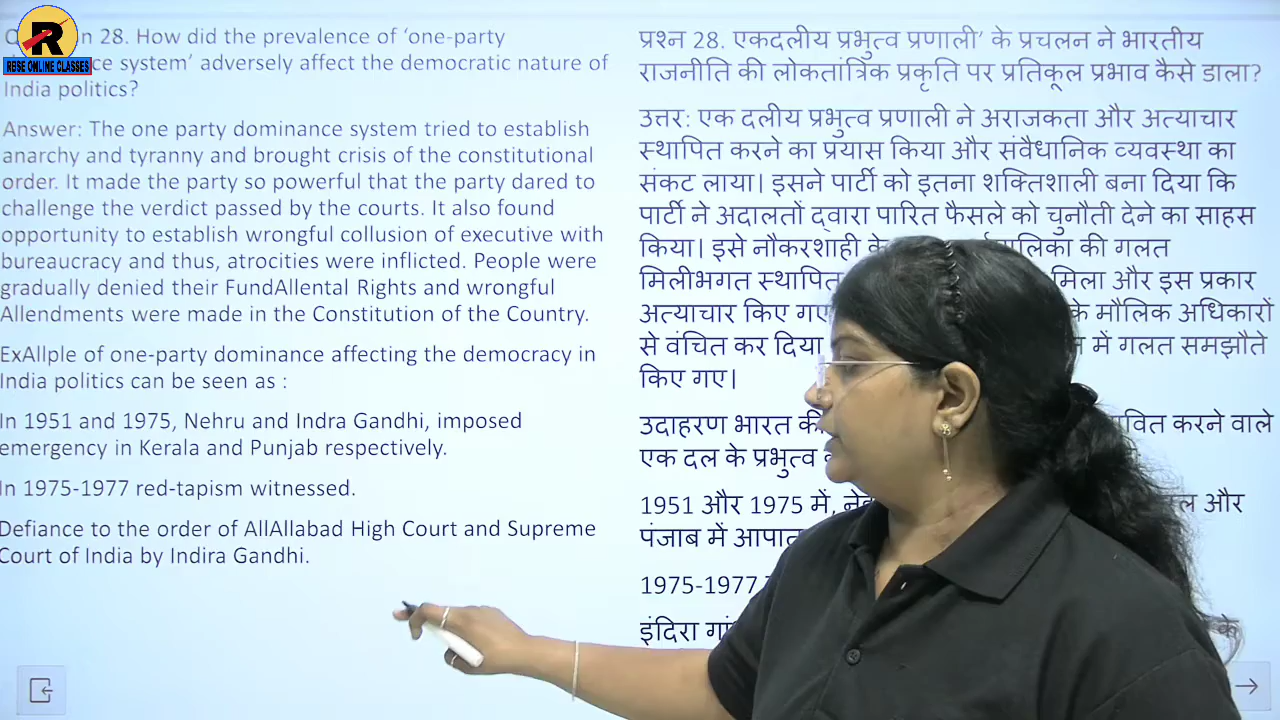 R
REISE ONLINE CLASSES
n 28. How did the prevalence of ‘one-party
ce system’ adversely affect the democratic nature of
India politics?
Answer: The one party dominance system tried to establish
anarchy and tyranny and brought crisis of the constitutional
order. It made the party so powerful that the party dared to
challenge the verdict passed by the courts. It also found
opportunity to establish wrongful collusion of executive with
bureaucracy and thus, atrocities were inflicted. People were
gradually denied their FundAllental Rights and wrongful
Allendments were made in the Constitution of the Country.
ExAllple of one-party dominance affecting the democracy in
India politics can be seen as :
In 1951 and 1975, Nehru and Indra Gandhi, imposed
emergency in Kerala and Punjab respectively.
In 1975-1977 red-tapism witnessed.
Defiance to the order of AllAllabad High Court and Supreme
Court of India by Indira Gandhi.
प्रश्न 28. एकदलीय प्रभुत्व प्रणाली’ के प्रचलन ने भारतीय
राजनीति की लोकतांत्रिक प्रकृति पर प्रतिकूल प्रभाव कैसे डाला?
उत्तर: एक दलीय प्रभुत्व प्रणाली ने अराजकता और अत्याचार
स्थापित करने का प्रयास किया और संवैधानिक व्यवस्था का
संकट लाया। इसने पार्टी को इतना शक्तिशाली बना दिया कि
पार्टी ने अदालतों द्वारा पारित फैसले को चुनौती देने का साहस
किया। इसे नौकरशाही के की गलत
मिलीभगत स्थापित मिला और इस प्रकार
अत्याचार किए गए के मौलिक अधिकारों
से वंचित कर दिया में गलत समझौते
किए गए।
उदाहरण भारत की करने वाले
एक दल के प्रभुत्व
1951 और 1975 में, और
पंजाब में
1975-1977
इंदिरा